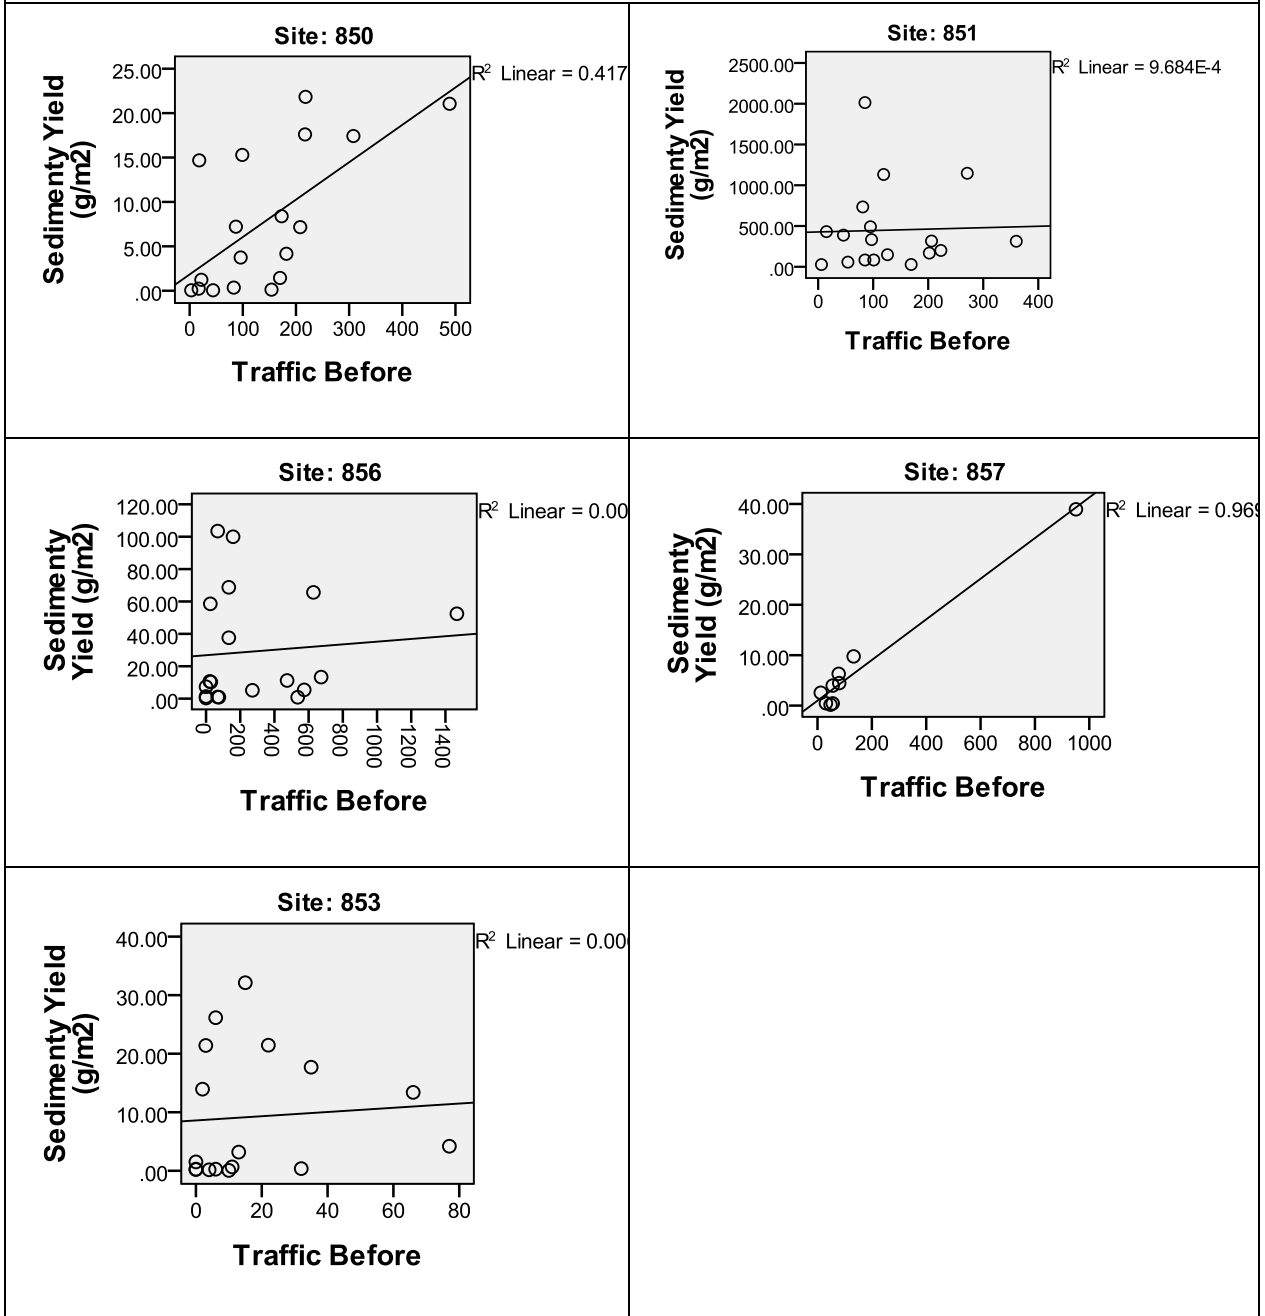 Site: 850
R² Linear = 0.417
Sedimenty Yield
(g/m2)
25.00
20.00
15.00
10.00
5.00
.00
0 100 200 300 400 500
Traffic Before
Site: 851
R² Linear = 9.684E-4
Sedimenty Yield
(g/m2)
2500.00
2000.00
1500.00
1000.00
500.00
.00
0 100 200 300 400
Traffic Before
Site: 856
R² Linear = 0.00
Sedimenty
Yield (g/m2)
120.00
100.00
80.00
60.00
40.00
20.00
.00
0 200 400 600 800 1000 1200 1400
Traffic Before
Site: 857
R² Linear = 0.969
Sedimenty
Yield (g/m2)
40.00
30.00
20.00
10.00
.00
0 200 400 600 800 1000
Traffic Before
Site: 853
R² Linear = 0.00
Sedimenty Yield
(g/m2)
40.00
30.00
20.00
10.00
.00
0 20 40 60 80
Traffic Before